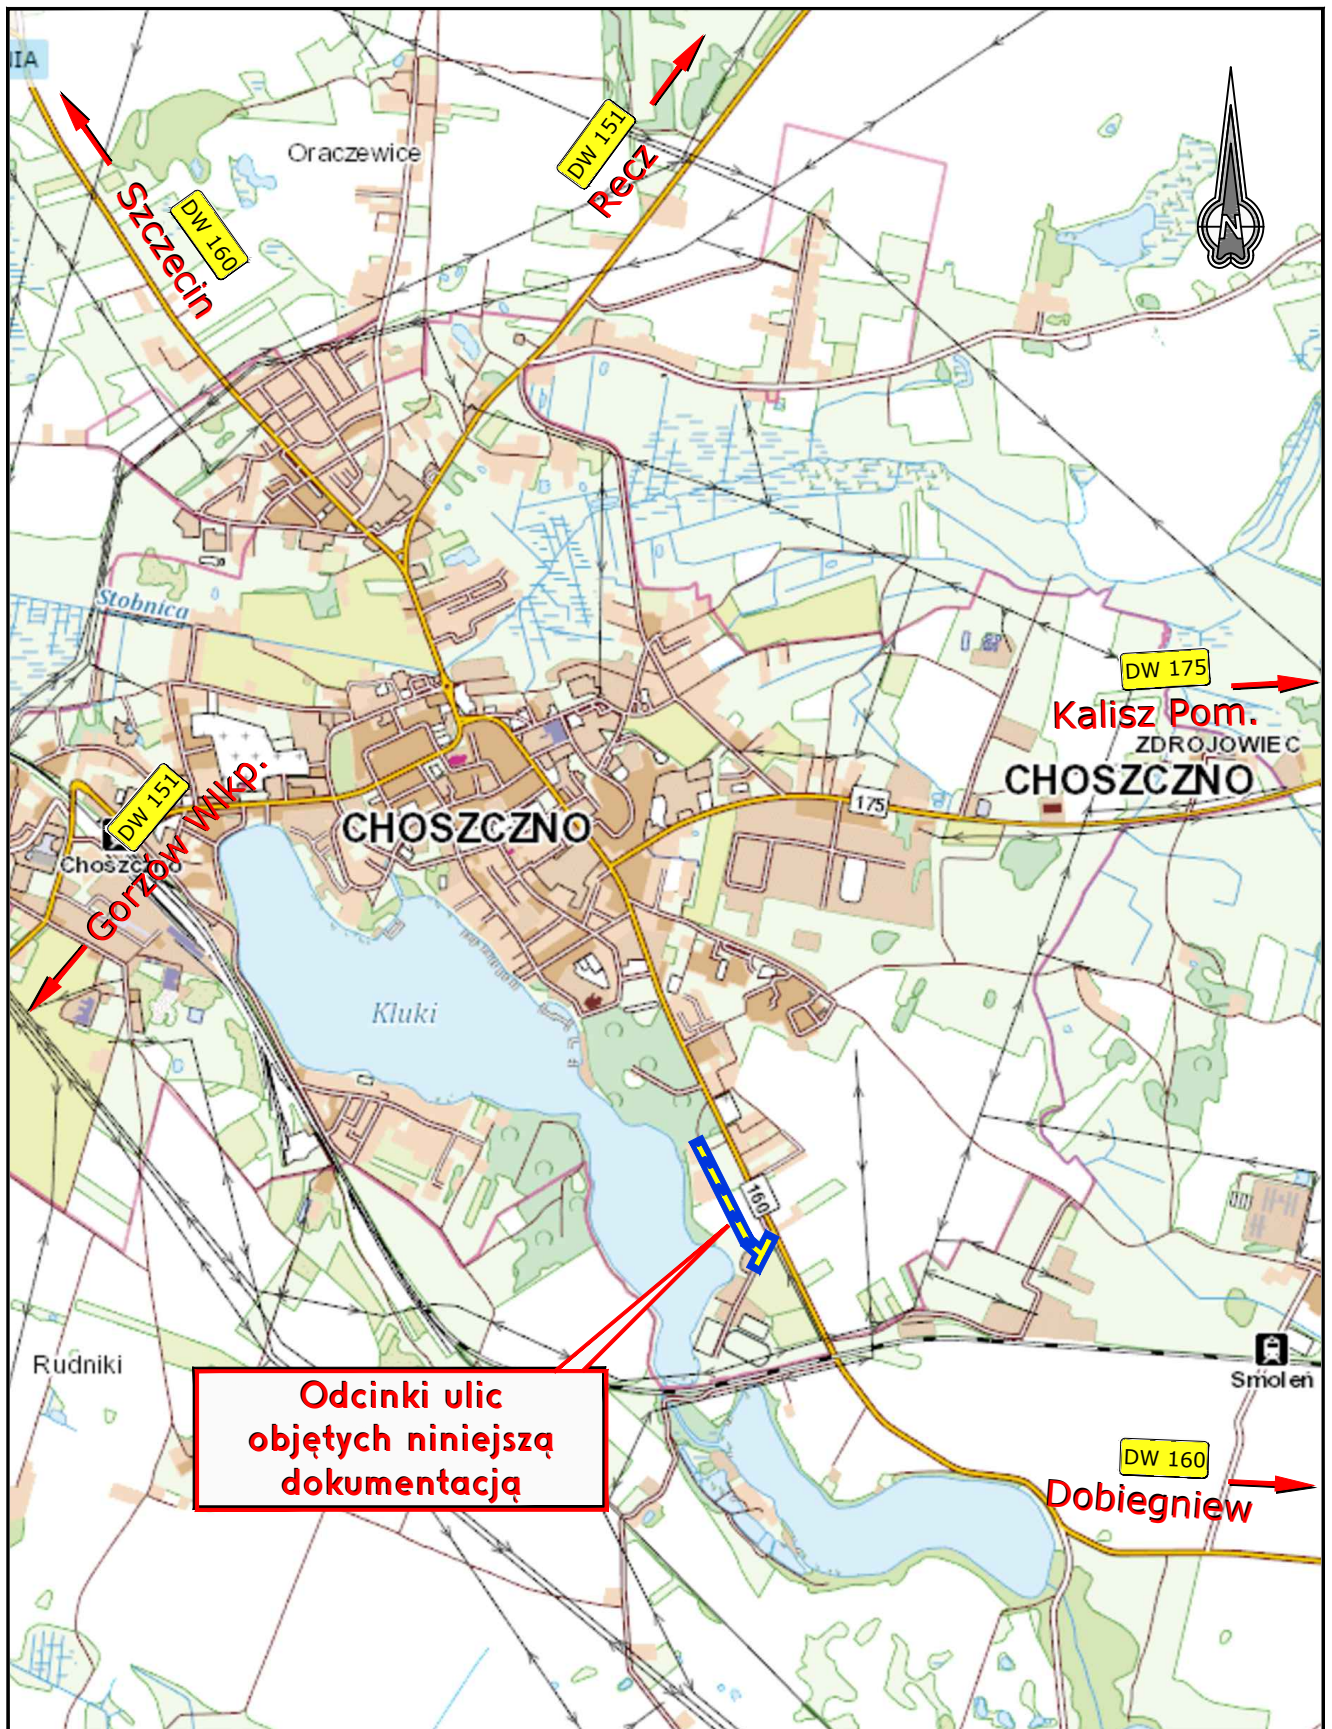 IA
DW 151
Recz
Oraczewice
DW 160
Szczecin
N
Stobnica
DW 175
Kalisz Pom.
ZDROJOWIEC
CHOSZCZNO
175
DW 151
Gorzów Wlkp.
CHOSZCZNO
Choszczno
Kluki
160
Rudniki
Smoleń
Odcinki ulic
objętych niniejszą
dokumentacją
DW 160
Dobiegniew